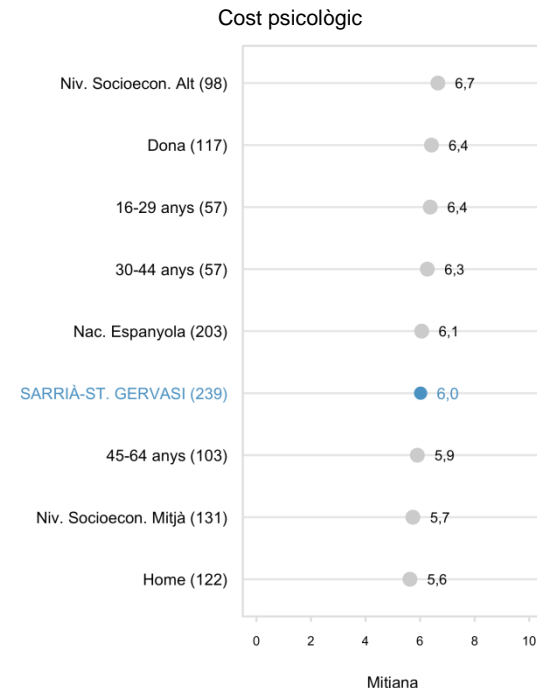 Cost psicològic
Niv. Socioecon. Alt (98) 6,7
Dona (117) 6,4
16-29 anys (57) 6,4
30-44 anys (57) 6,3
Nac. Espanyola (203) 6,1
SARRIÀ-ST. GERVASI (239) 6,0
45-64 anys (103) 5,9
Niv. Socioecon. Mitjà (131) 5,7
Home (122) 5,6
0 2 4 6 8 10
Mitjana